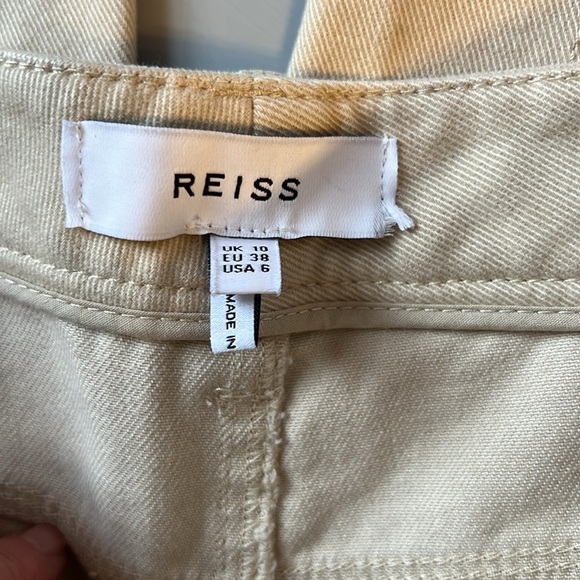 REISS
UK 10
EU 38
USA 6
MADE IN